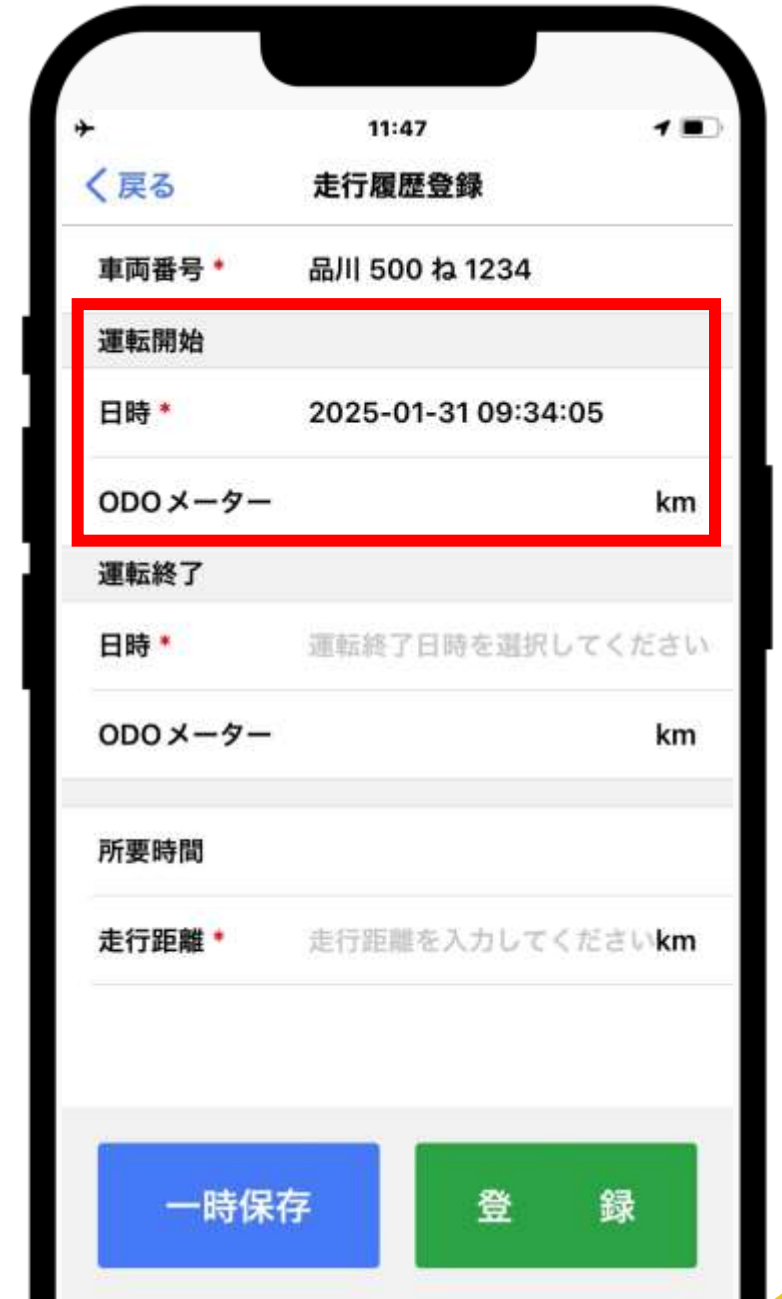 11:47
戻る 走行履歴登録
車両番号 * 品川 500 ね 1234
運転開始
日時 * 2025-01-31 09:34:05
ODOメーター km
運転終了
日時 * 運転終了日時を選択してください
ODOメーター km
所要時間
走行距離 * 走行距離を入力してください km
一時保存 登 録